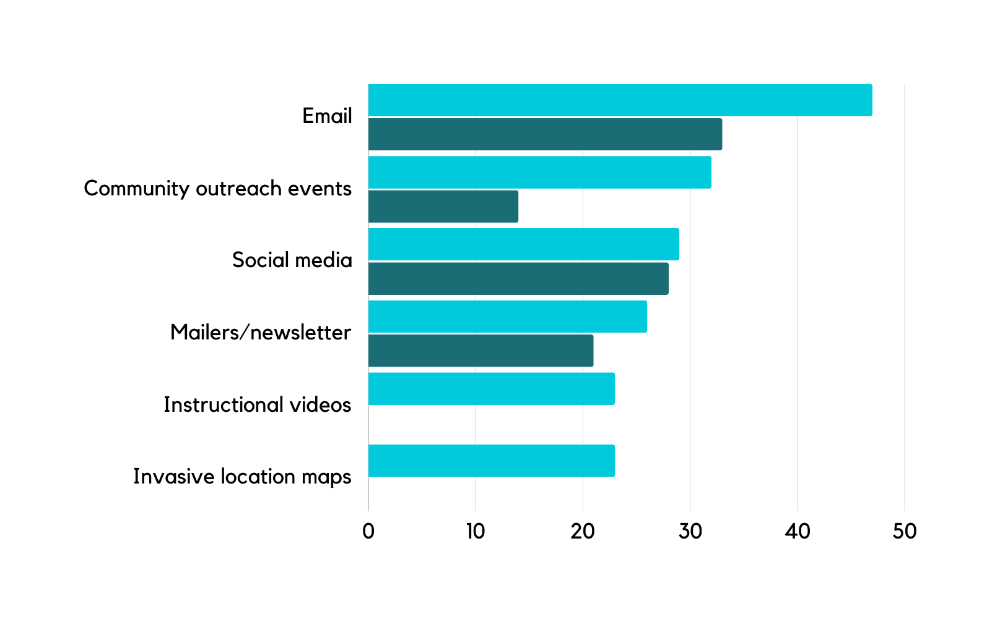 Email
Community outreach events
Social media
Mailers/newsletter
Instructional videos
Invasive location maps
0 10 20 30 40 50